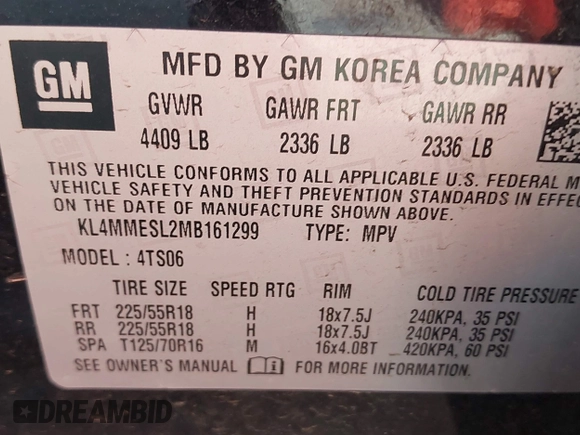 GM
MFD BY GM KOREA COMPANY
GVWR GAWR FRT GAWR RR
4409 LB 2336 LB 2336 LB
THIS VEHICLE CONFORMS TO ALL APPLICABLE U.S. FEDERAL M
VEHICLE SAFETY AND THEFT PREVENTION STANDARDS IN EFFEC
ON THE DATE OF MANUFACTURE SHOWN ABOVE.
KL4MMESL2MB161299 TYPE: MPV
MODEL : 4TS06
TIRE SIZE SPEED RTG RIM COLD TIRE PRESSURE
FRT 225/55R18 H 18x7.5J 240KPA, 35 PSI
RR 225/55R18 H 18x7.5J 240KPA, 35 PSI
SPA T125/70R16 M 16x4.0BT 420KPA, 60 PSI
SEE OWNER'S MANUAL i FOR MORE INFORMATION.
DREAMBID